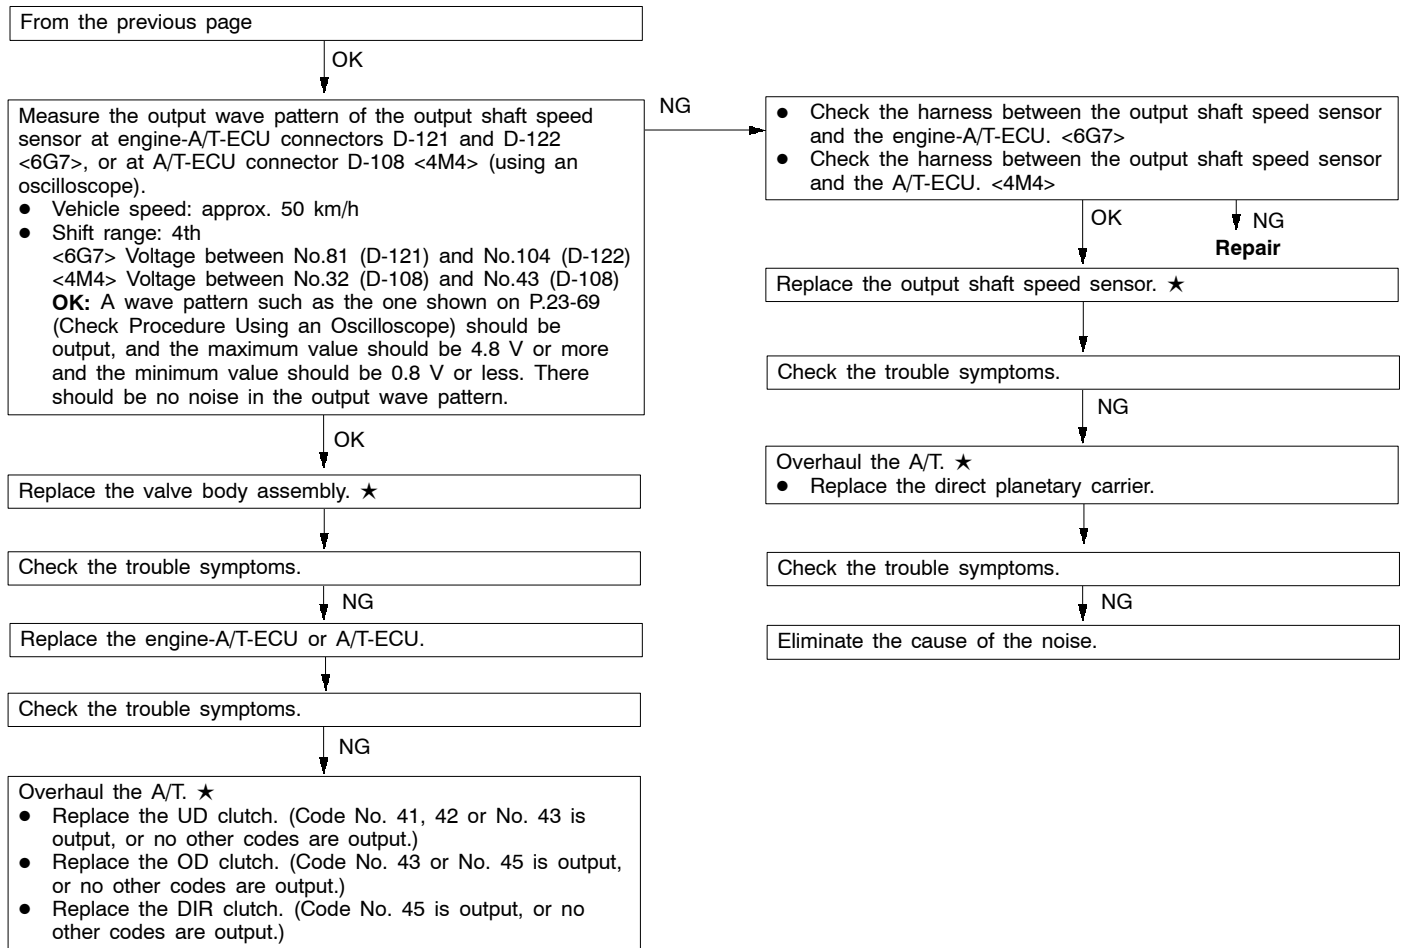 From the previous page
OK
Measure the output wave pattern of the output shaft speed
sensor at engine-A/T-ECU connectors D-121 and D-122
<6G7>, or at A/T-ECU connector D-108 <4M4> (using an
oscilloscope).
● Vehicle speed: approx. 50 km/h
● Shift range: 4th
<6G7> Voltage between No.81 (D-121) and No.104 (D-122)
<4M4> Voltage between No.32 (D-108) and No.43 (D-108)
OK: A wave pattern such as the one shown on P.23-69
(Check Procedure Using an Oscilloscope) should be
output, and the maximum value should be 4.8 V or more
and the minimum value should be 0.8 V or less. There
should be no noise in the output wave pattern.
OK
Replace the valve body assembly. ★
Check the trouble symptoms.
NG
Replace the engine-A/T-ECU or A/T-ECU.
Check the trouble symptoms.
NG
Overhaul the A/T. ★
● Replace the UD clutch. (Code No. 41, 42 or No. 43 is
output, or no other codes are output.)
● Replace the OD clutch. (Code No. 43 or No. 45 is output,
or no other codes are output.)
● Replace the DIR clutch. (Code No. 45 is output, or no
other codes are output.)
NG
● Check the harness between the output shaft speed sensor
and the engine-A/T-ECU. <6G7>
● Check the harness between the output shaft speed sensor
and the A/T-ECU. <4M4>
OK
NG
Repair
Replace the output shaft speed sensor. ★
Check the trouble symptoms.
NG
Overhaul the A/T. ★
● Replace the direct planetary carrier.
Check the trouble symptoms.
NG
Eliminate the cause of the noise.